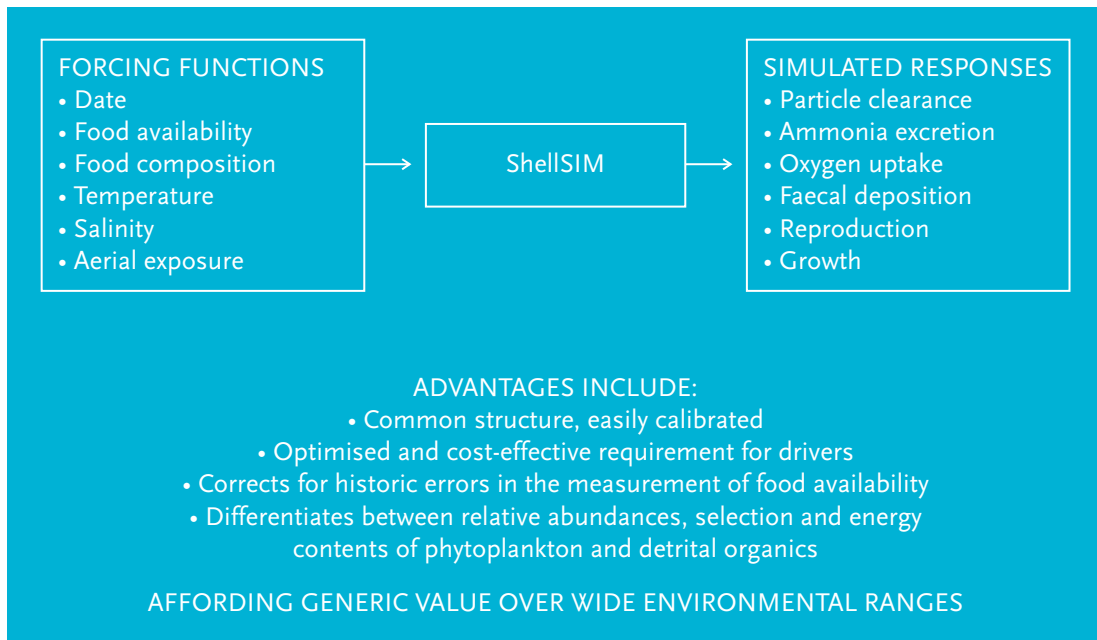 FORCING FUNCTIONS
• Date
• Food availability
• Food composition
• Temperature
• Salinity
• Aerial exposure
ShellSIM
SIMULATED RESPONSES
• Particle clearance
• Ammonia excretion
• Oxygen uptake
• Faecal deposition
• Reproduction
• Growth
ADVANTAGES INCLUDE:
• Common structure, easily calibrated
• Optimised and cost-effective requirement for drivers
• Corrects for historic errors in the measurement of food availability
• Differentiates between relative abundances, selection and energy
contents of phytoplankton and detrital organics
AFFORDING GENERIC VALUE OVER WIDE ENVIRONMENTAL RANGES